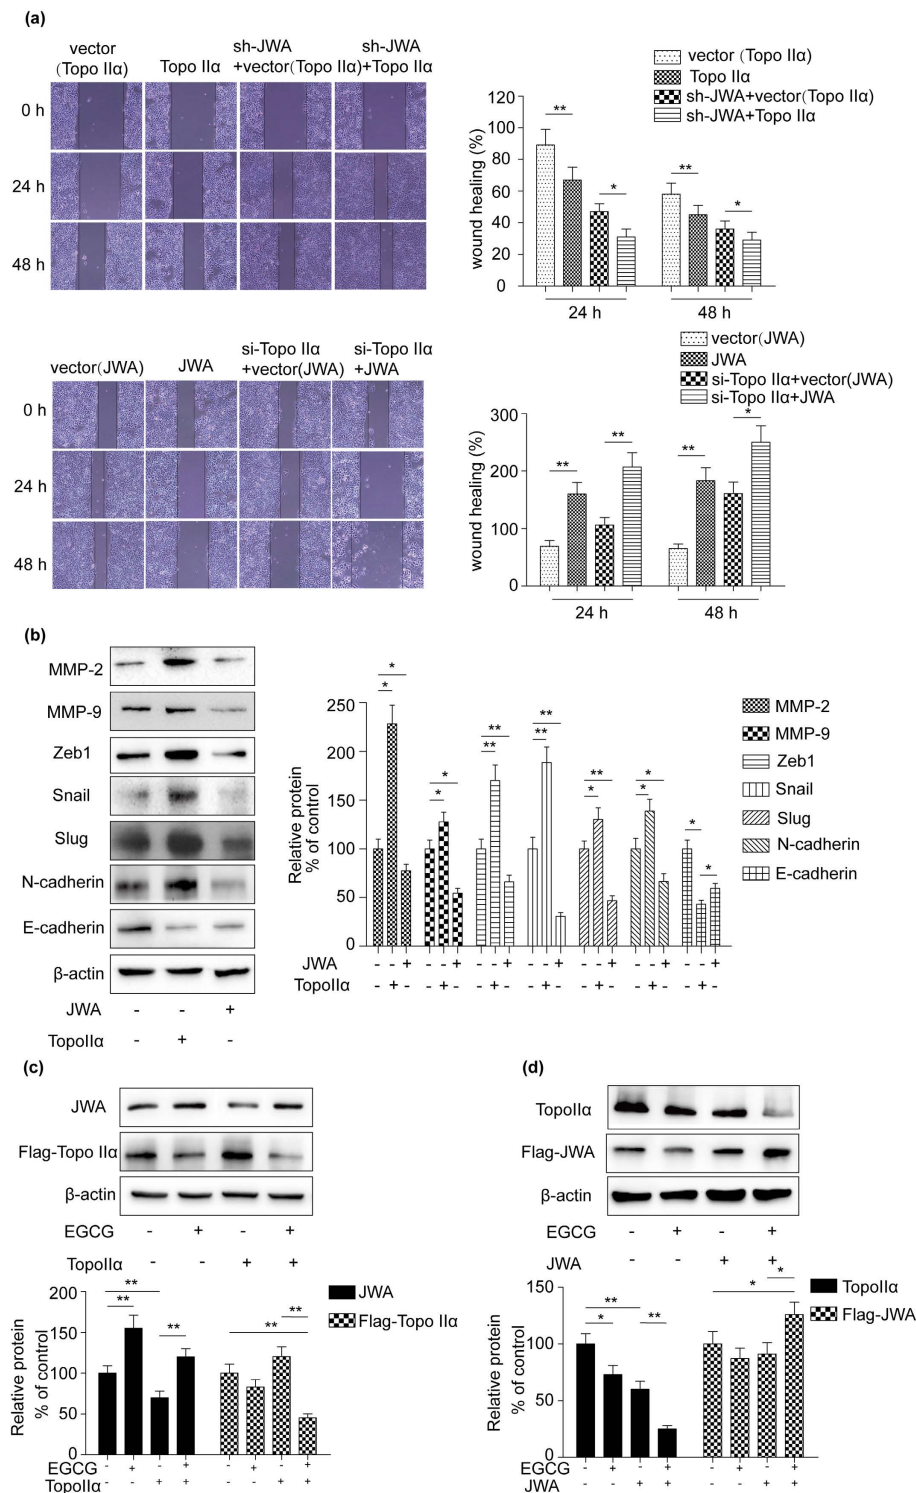 (a)
vector
(Topo IIα)
Topo IIα
sh-JWA
+vector(Topo IIα)
sh-JWA
+Topo IIα
0 h
24 h
48 h
vector (Topo IIα)
Topo IIα
sh-JWA+vector(Topo IIα)
sh-JWA+Topo IIα
wound healing (%)
120
100
80
60
40
20
0
** * ** *
24 h 48 h
vector(JWA)
JWA
si-Topo IIα
+vector(JWA)
si-Topo IIα
+JWA
0 h
24 h
48 h
vector(JWA)
JWA
si-Topo IIα+vector(JWA)
si-Topo IIα+JWA
wound healing (%)
300
200
100
0
** ** ** *
24 h 48 h
(b)
MMP-2
MMP-9
Zeb1
Snail
Slug
N-cadherin
E-cadherin
β-actin
JWA - - +
TopoIIα - + -
Relative protein
% of control
250
200
150
100
50
0
* * * * ** ** ** ** * ** * * * *
JWA - - + - - + - - + - - + - - + - - + - - +
TopoIIα - + - - + - - + - - + - - + - - + - - + -
MMP-2
MMP-9
Zeb1
Snail
Slug
N-cadherin
E-cadherin
(c)
JWA
Flag-Topo IIα
β-actin
EGCG - + - +
TopoIIα - - + +
Relative protein
% of control
200
150
100
50
0
** ** ** ** **
EGCG - + - + - + - +
TopoIIα - - + + - - + +
JWA
Flag-Topo IIα
(d)
TopoIIα
Flag-JWA
β-actin
EGCG - + - +
JWA - - + +
Relative protein
% of control
150
100
50
0
* ** ** * *
EGCG - + - + - + - +
JWA - - + + - - + +
TopoIIα
Flag-JWA